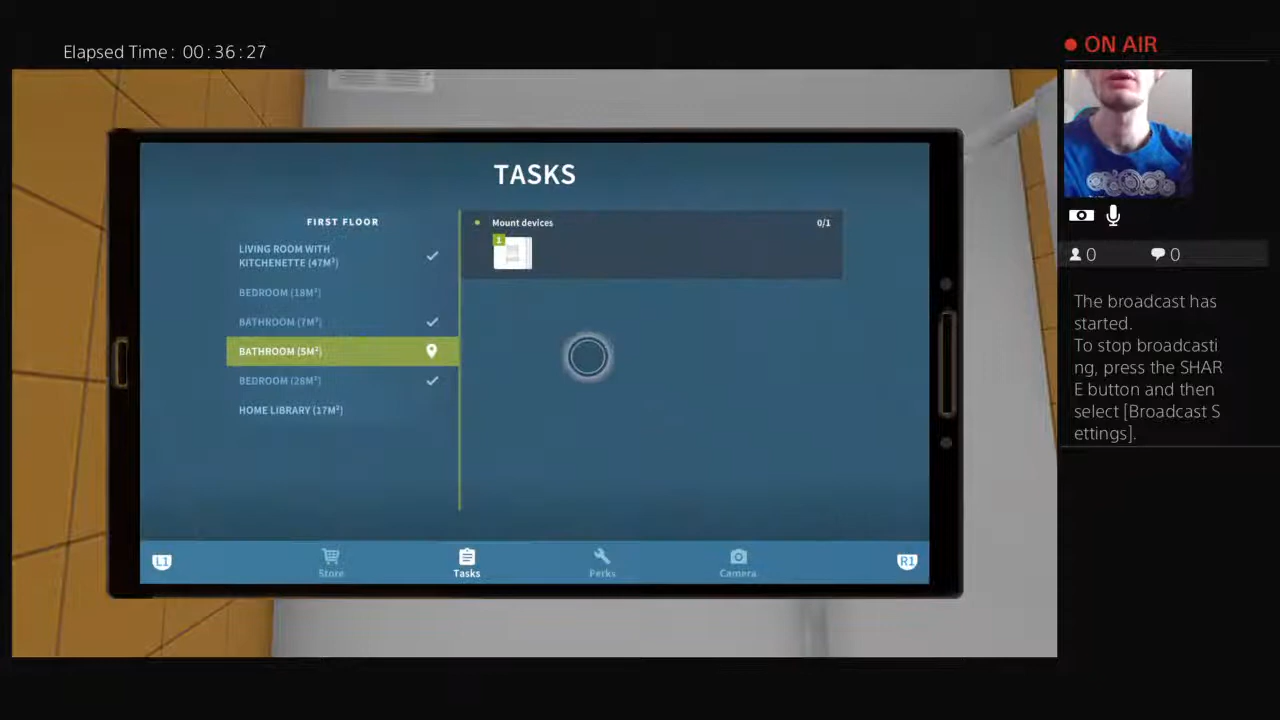 Elapsed Time: 00:36:27
ON AIR
TASKS
FIRST FLOOR
LIVING ROOM WITH
KITCHENETTE (47M²)
BEDROOM (18M²)
BATHROOM (7M²)
BATHROOM (5M²)
BEDROOM (28M²)
HOME LIBRARY (17M²)
Mount devices 0/1
1
L1
Store
Tasks
Perks
Camera
R1
0 0
The broadcast has
started.
To stop broadcasti
ng, press the SHAR
E button and then
select [Broadcast S
ettings].